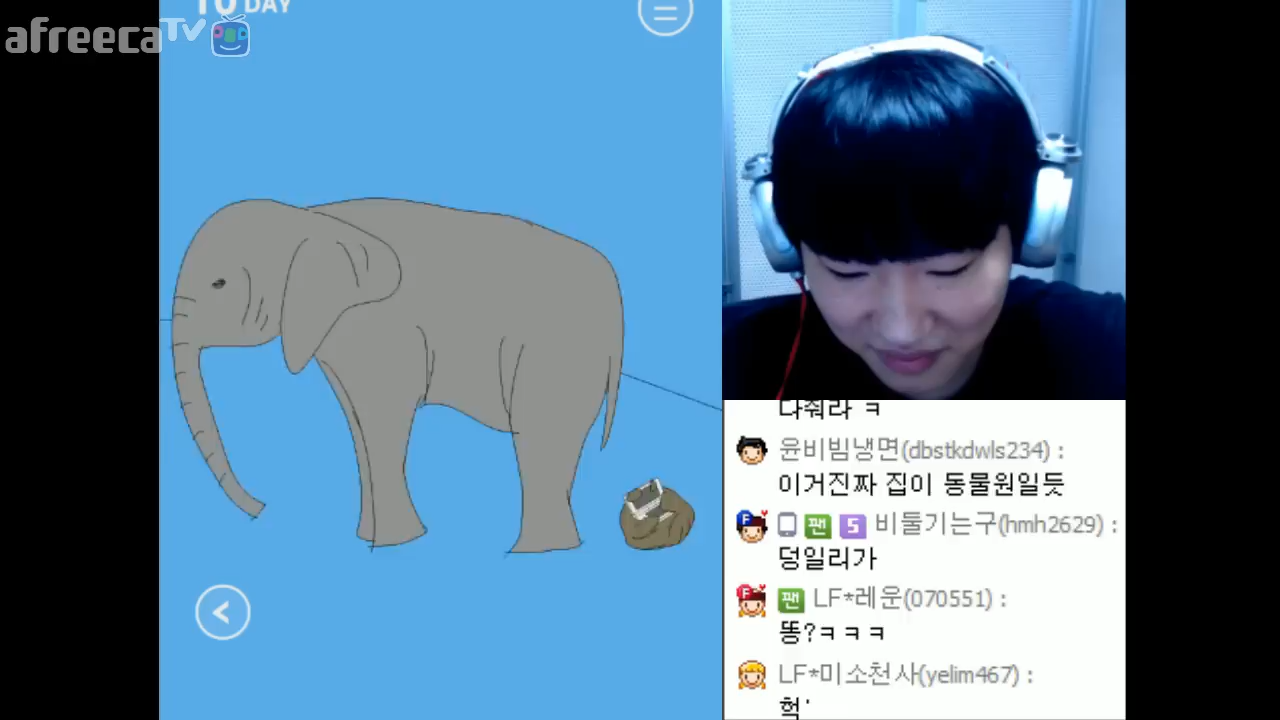 10 DAY
afreecaTV
다줘라 ㅋ
윤비빔냉면(dbstkdwls234) :
이거진짜 집이 동물원일듯
F 팬 5 비둘기는구(hmh2629) :
덩일리가
F 팬 LF*레운(070551) :
똥?ㅋㅋㅋ
LF*미소천사(yelim467) :
헉'